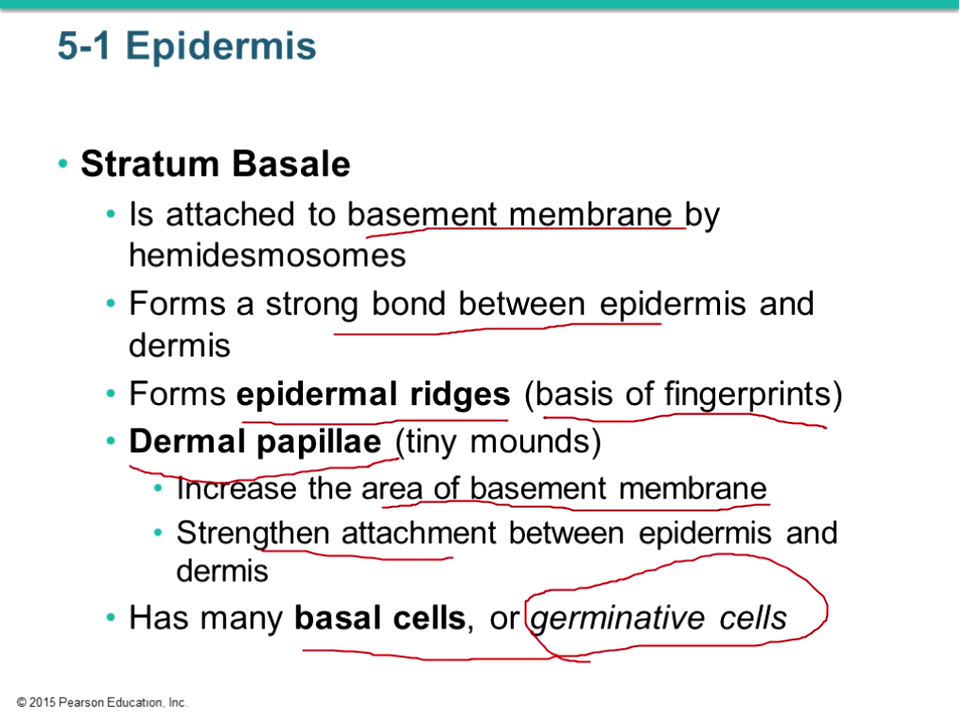 5-1 Epidermis
• Stratum Basale
• Is attached to basement membrane by
hemidesmosomes
• Forms a strong bond between epidermis and
dermis
• Forms epidermal ridges (basis of fingerprints)
• Dermal papillae (tiny mounds)
• Increase the area of basement membrane
• Strengthen attachment between epidermis and
dermis
• Has many basal cells, or germinative cells
© 2015 Pearson Education, Inc.